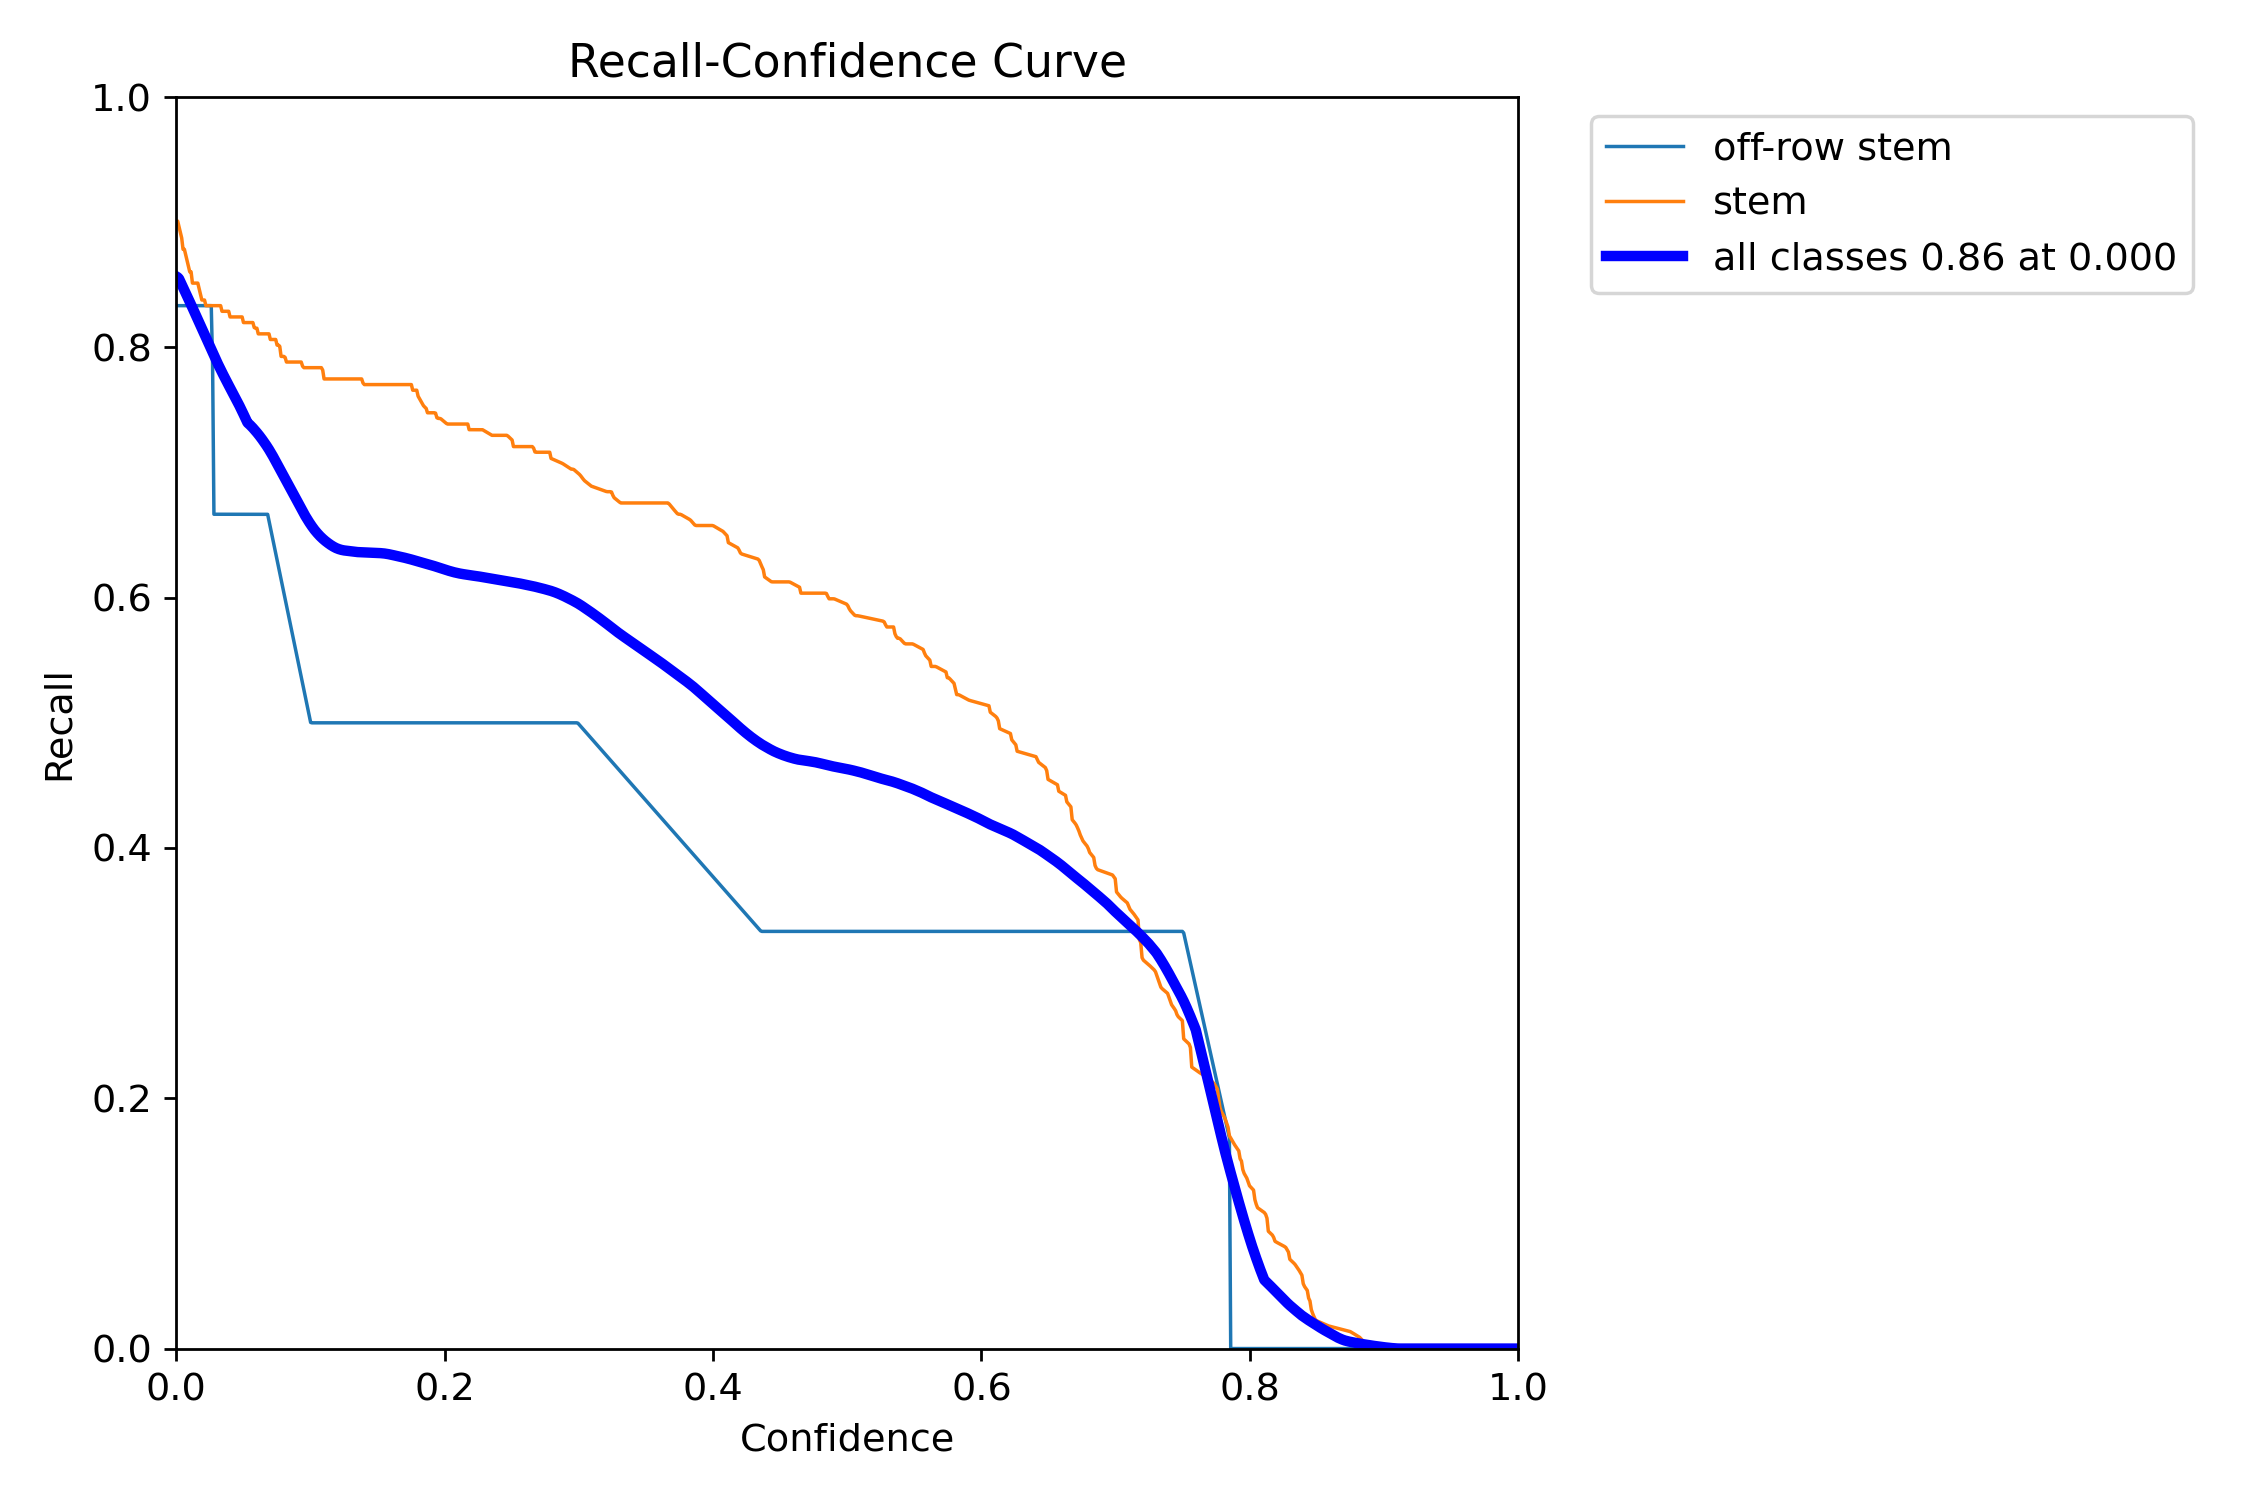 Recall-Confidence Curve
1.0
0.8
0.6
0.4
0.2
0.0
Recall
0.0 0.2 0.4 0.6 0.8 1.0
Confidence
off-row stem
stem
all classes 0.86 at 0.000